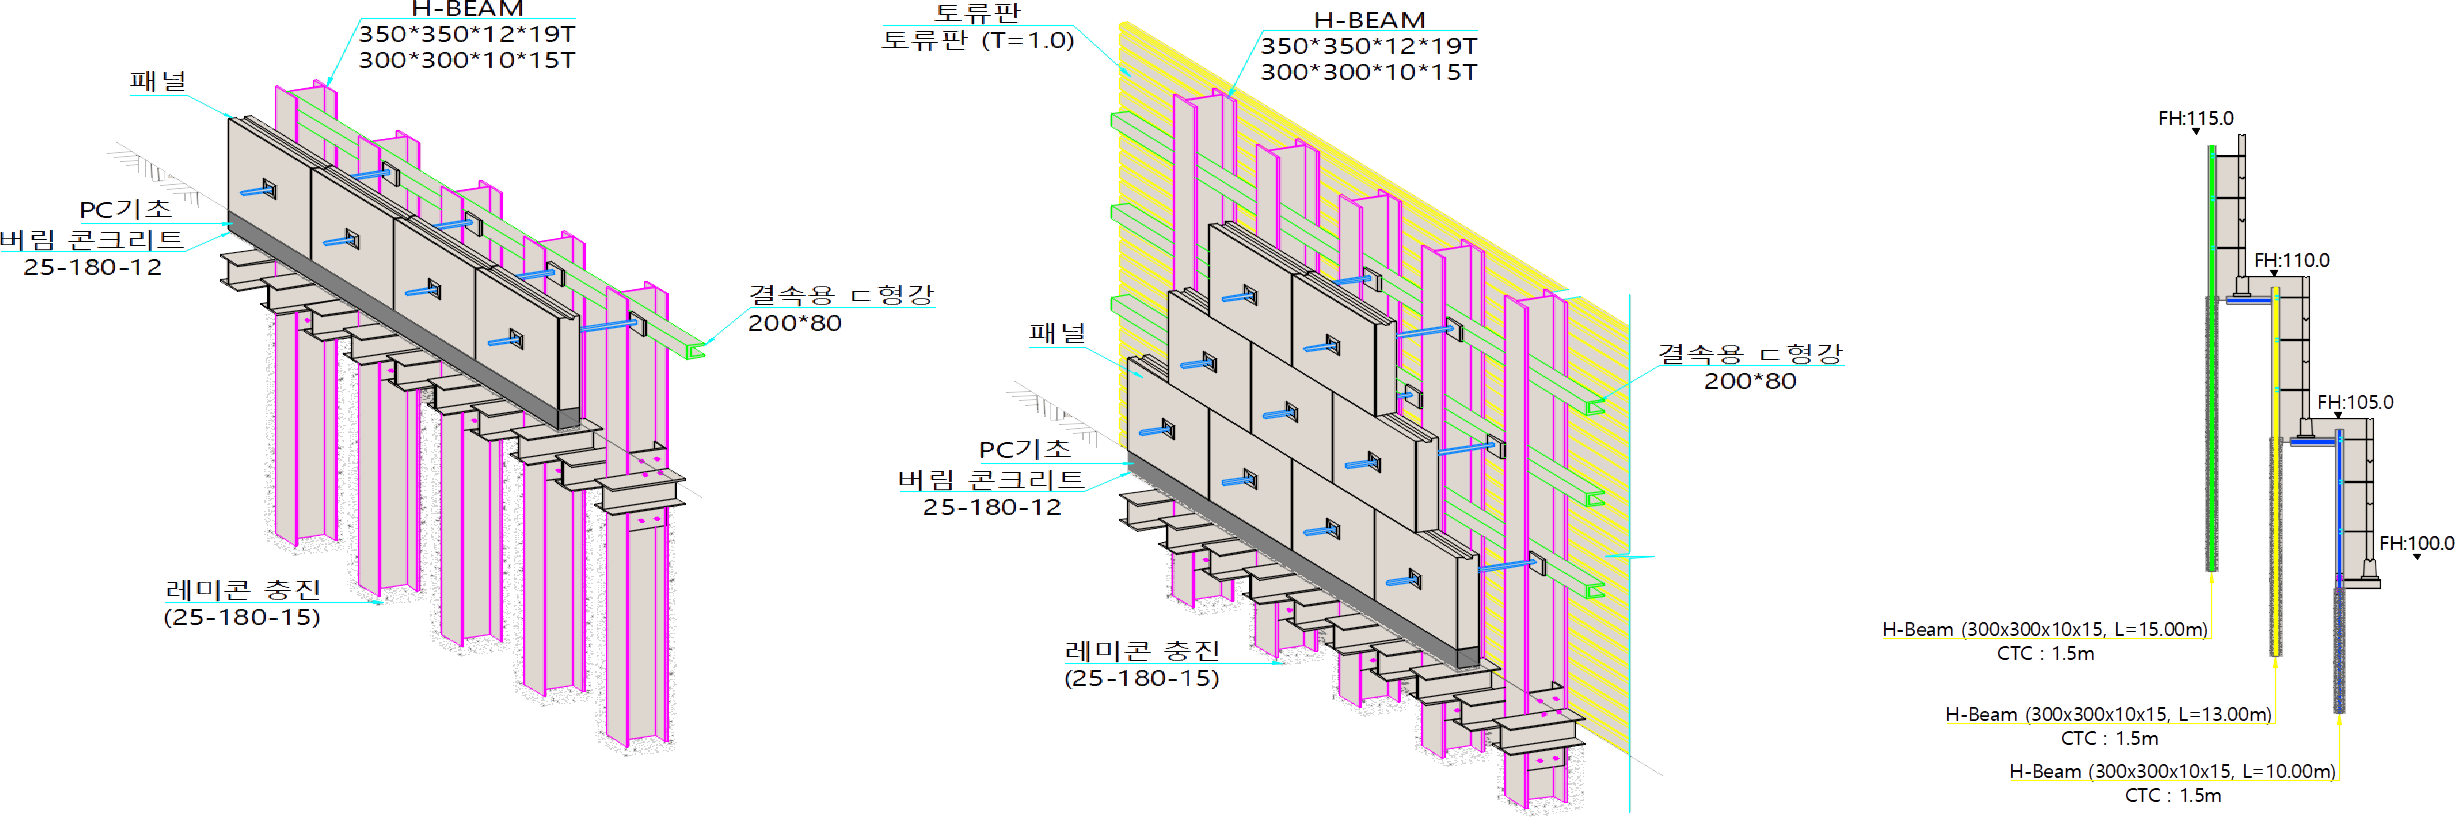 H-BEAM
350*350*12*19T
300*300*10*15T
패널
PC기초
버림 콘크리트
25-180-12
결속용 ㄷ형강
200*80
레미콘 충진
(25-180-15)
토류판
토류판 (T=1.0)
H-BEAM
350*350*12*19T
300*300*10*15T
패널
결속용 ㄷ형강
200*80
PC기초
버림 콘크리트
25-180-12
레미콘 충진
(25-180-15)
FH:115.0
FH:110.0
FH:105.0
FH:100.0
H-Beam (300x300x10x15, L=15.00m)
CTC : 1.5m
H-Beam (300x300x10x15, L=13.00m)
CTC : 1.5m
H-Beam (300x300x10x15, L=10.00m)
CTC : 1.5m